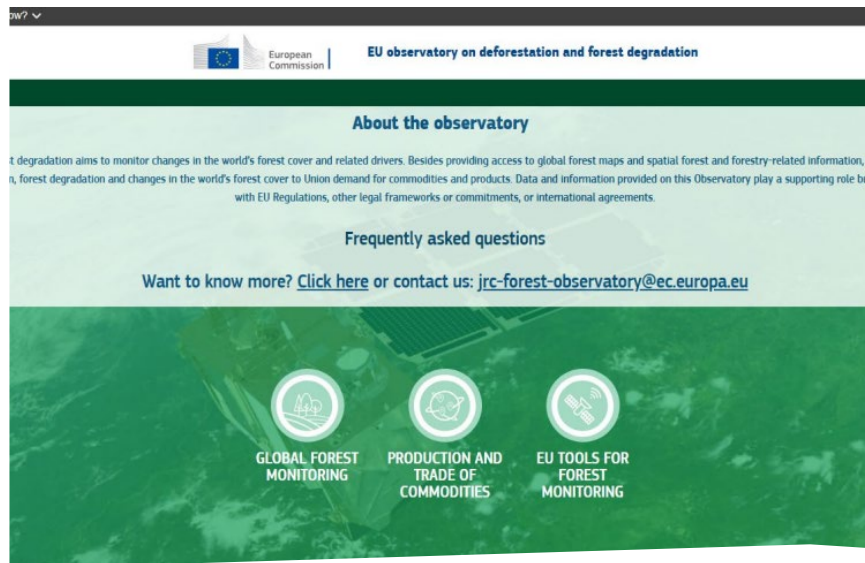 ow?
European
Commission
EU observatory on deforestation and forest degradation
About the observatory
st degradation aims to monitor changes in the world's forest cover and related drivers. Besides providing access to global forest maps and spatial forest and forestry-related information,
n, forest degradation and changes in the world's forest cover to Union demand for commodities and products. Data and information provided on this Observatory play a supporting role bu
with EU Regulations, other legal frameworks or commitments, or international agreements.
Frequently asked questions
Want to know more? Click here or contact us: jrc-forest-observatory@ec.europa.eu
GLOBAL FOREST
MONITORING
PRODUCTION AND
TRADE OF
COMMODITIES
EU TOOLS FOR
FOREST
MONITORING